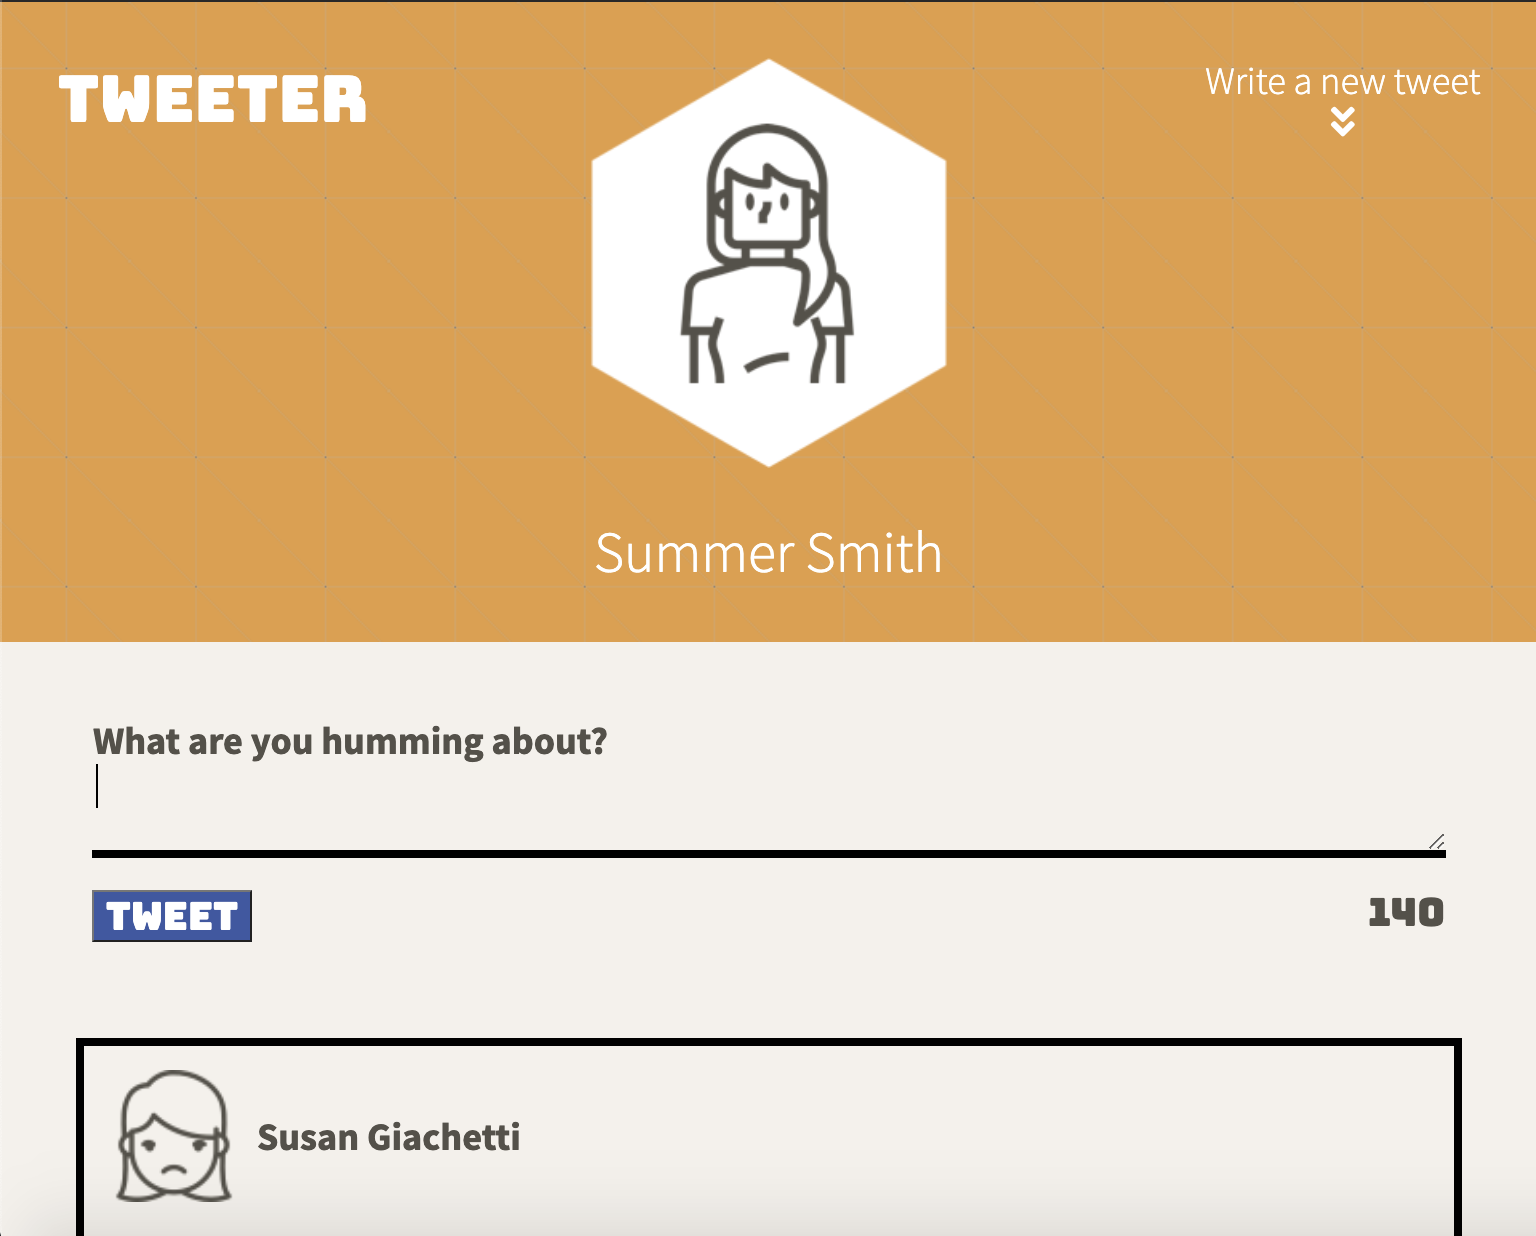 TWEETER
Write a new tweet
Summer Smith
What are you humming about?
TWEET
140
Susan Giachetti